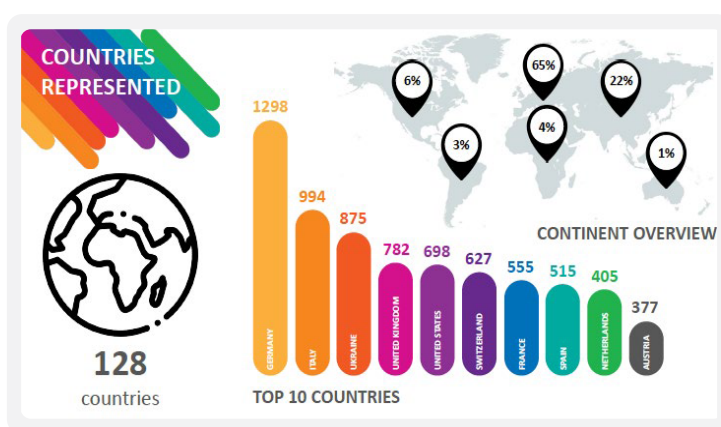 COUNTRIES
REPRESENTED
128
countries
1298
GERMANY
994
ITALY
875
UKRAINE
782
UNITED KINGDOM
698
UNITED STATES
627
SWITZERLAND
555
FRANCE
515
SPAIN
405
NETHERLANDS
377
AUSTRIA
TOP 10 COUNTRIES
6%
65%
22%
4%
3%
1%
CONTINENT OVERVIEW